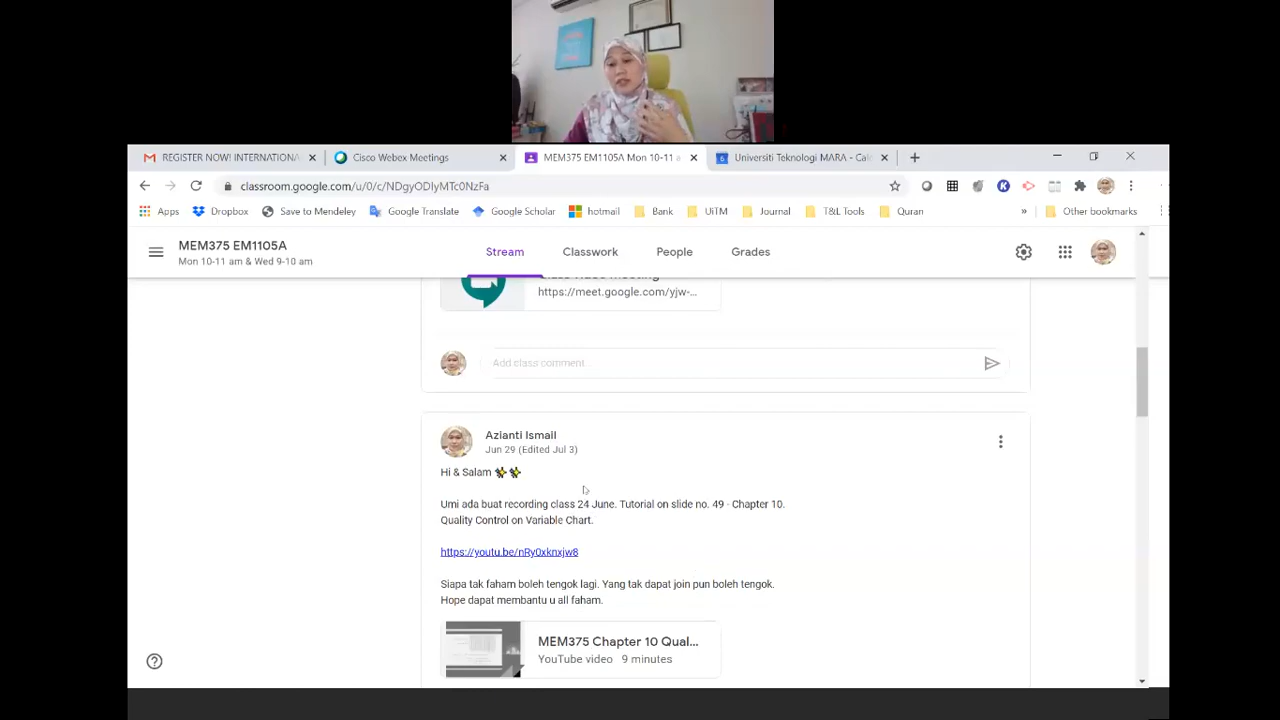 REGISTER NOW! INTERNATIONA
Cisco Webex Meetings
MEM375 EM1105A Mon 10-11 a
Universiti Teknologi MARA - Cal
classroom.google.com/u/0/c/NDgyODIyMTc0NzFa
Apps
Dropbox
Save to Mendeley
Google Translate
Google Scholar
hotmail
Bank
UiTM
Journal
T&L Tools
Quran
»
Other bookmarks
MEM375 EM1105A
Mon 10-11 am & Wed 9-10 am
Stream
Classwork
People
Grades
https://meet.google.com/yjw-...
Add class comment...
Azianti Ismail
Jun 29 (Edited Jul 3)
Hi & Salam
Umi ada buat recording class 24 June. Tutorial on slide no. 49 - Chapter 10.
Quality Control on Variable Chart.
https://youtu.be/nRy0xknxjw8
Siapa tak faham boleh tengok lagi. Yang tak dapat join pun boleh tengok.
Hope dapat membantu u all faham.
MEM375 Chapter 10 Qual...
YouTube video 9 minutes